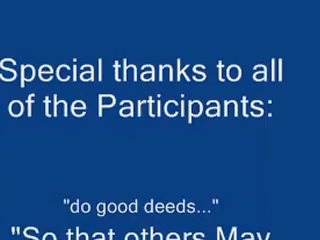 Special thanks to all
of the Participants:
"do good deeds..."
"So that others May